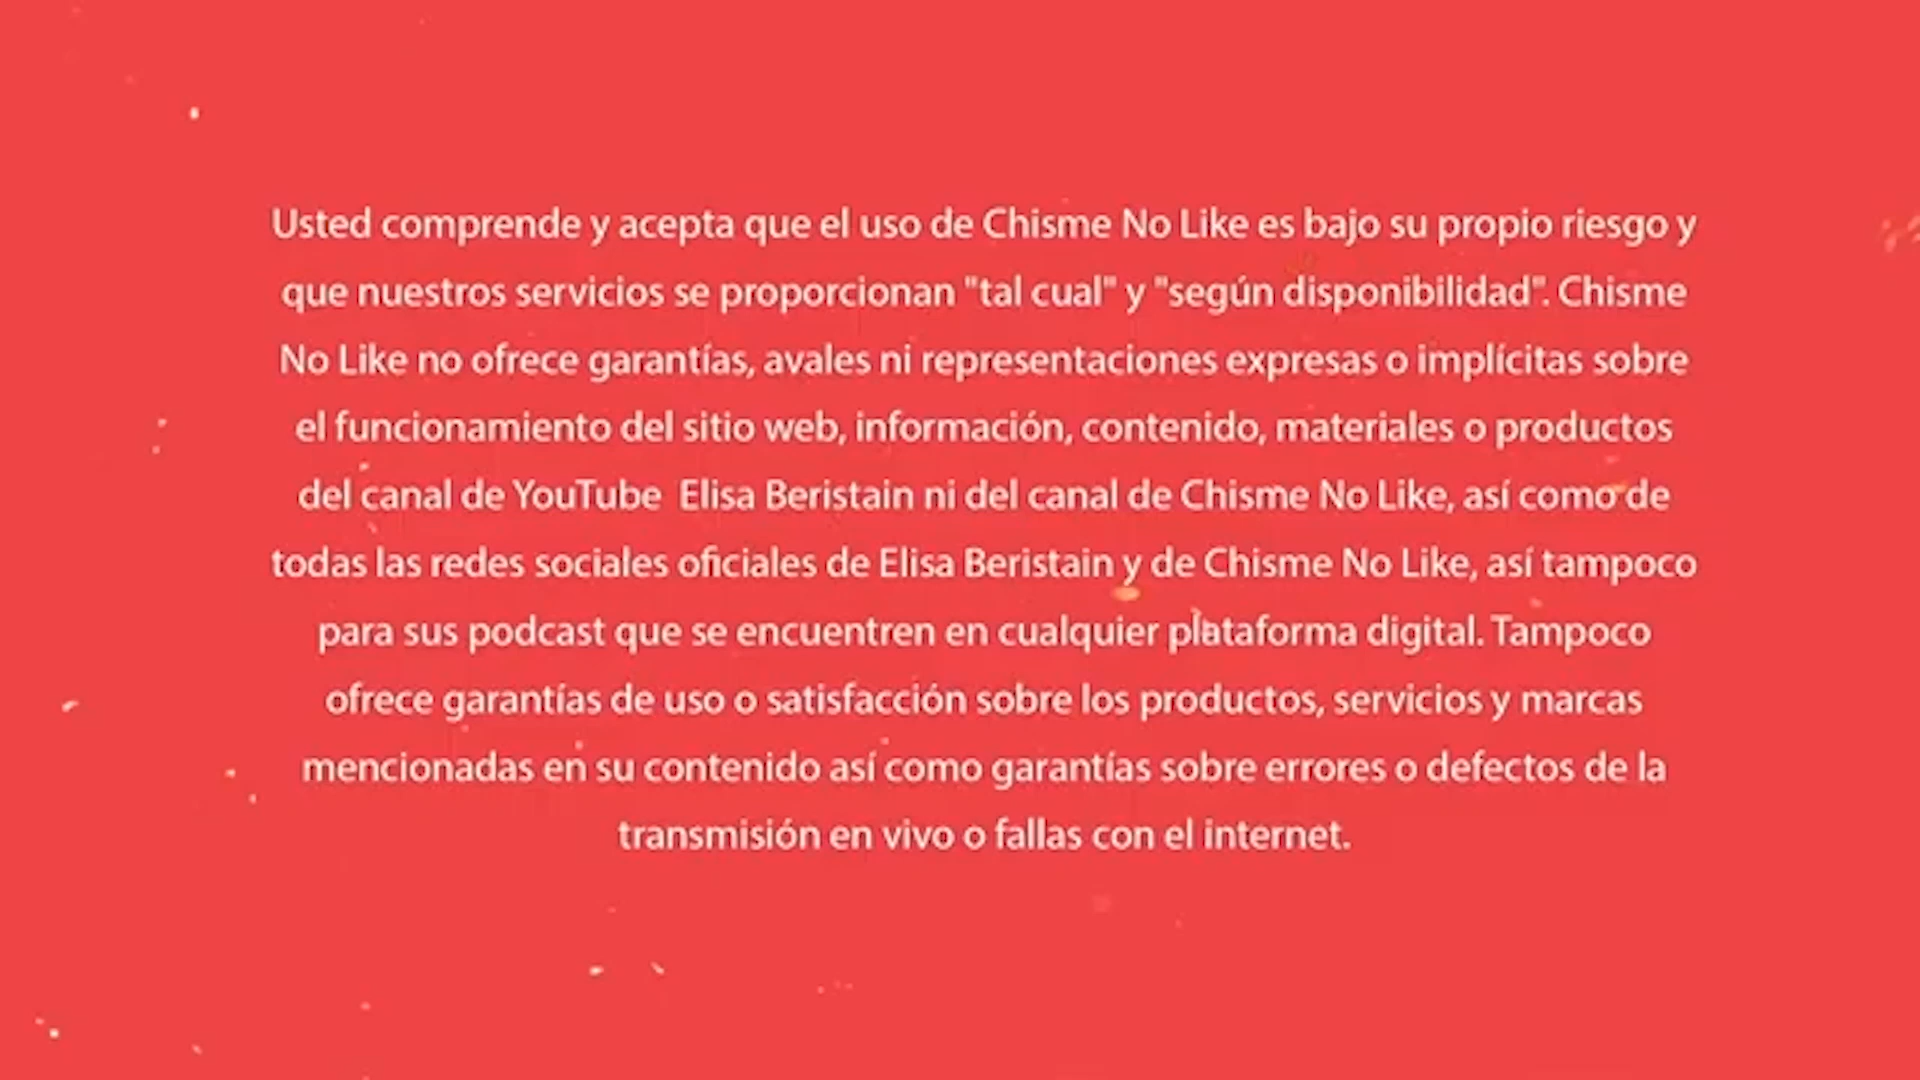 Usted comprende y acepta que el uso de Chisme No Like es bajo su propio riesgo y
que nuestros servicios se proporcionan "tal cual" y "según disponibilidad". Chisme
No Like no ofrece garantías, avales ni representaciones expresas o implícitas sobre
el funcionamiento del sitio web, información, contenido, materiales o productos
del canal de YouTube  Elisa Beristain ni del canal de Chisme No Like, así como de
todas las redes sociales oficiales de Elisa Beristain y de Chisme No Like, así tampoco
para sus podcast que se encuentren en cualquier plataforma digital. Tampoco
ofrece garantías de uso o satisfacción sobre los productos, servicios y marcas
mencionadas en su contenido así como garantías sobre errores o defectos de la
transmisión en vivo o fallas con el internet.